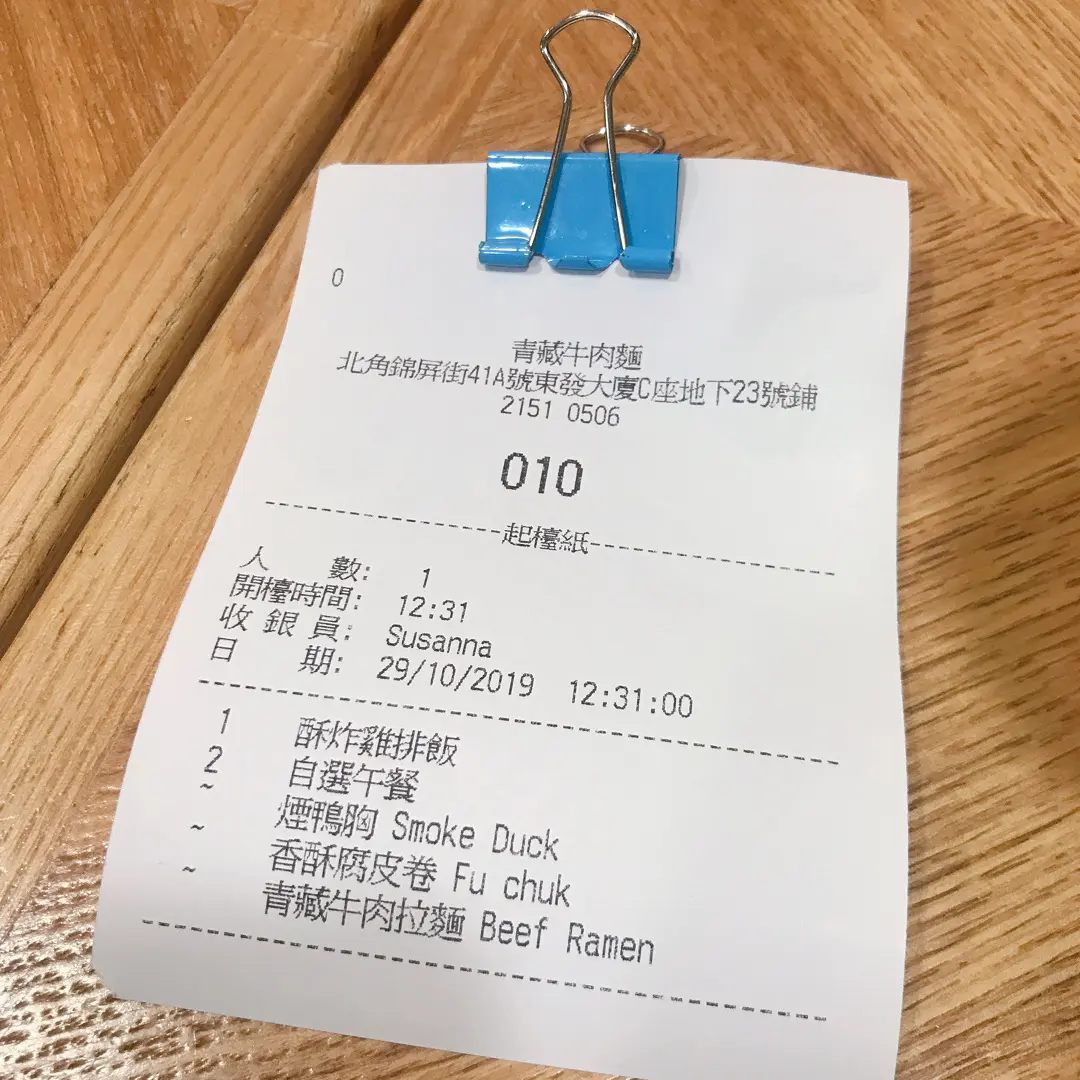 0
青藏牛肉麵
北角錦屏街41A號東發大廈C座地下23號鋪
2151 0506
010
起檯紙
人 數: 1
開檯時間: 12:31
收銀員: Susanna
日 期: 29/10/2019 12:31:00
1 酥炸雞排飯
2 自選午餐
~ 煙鴨胸 Smoke Duck
~ 香酥腐皮卷 Fu chuk
~ 青藏牛肉拉麵 Beef Ramen